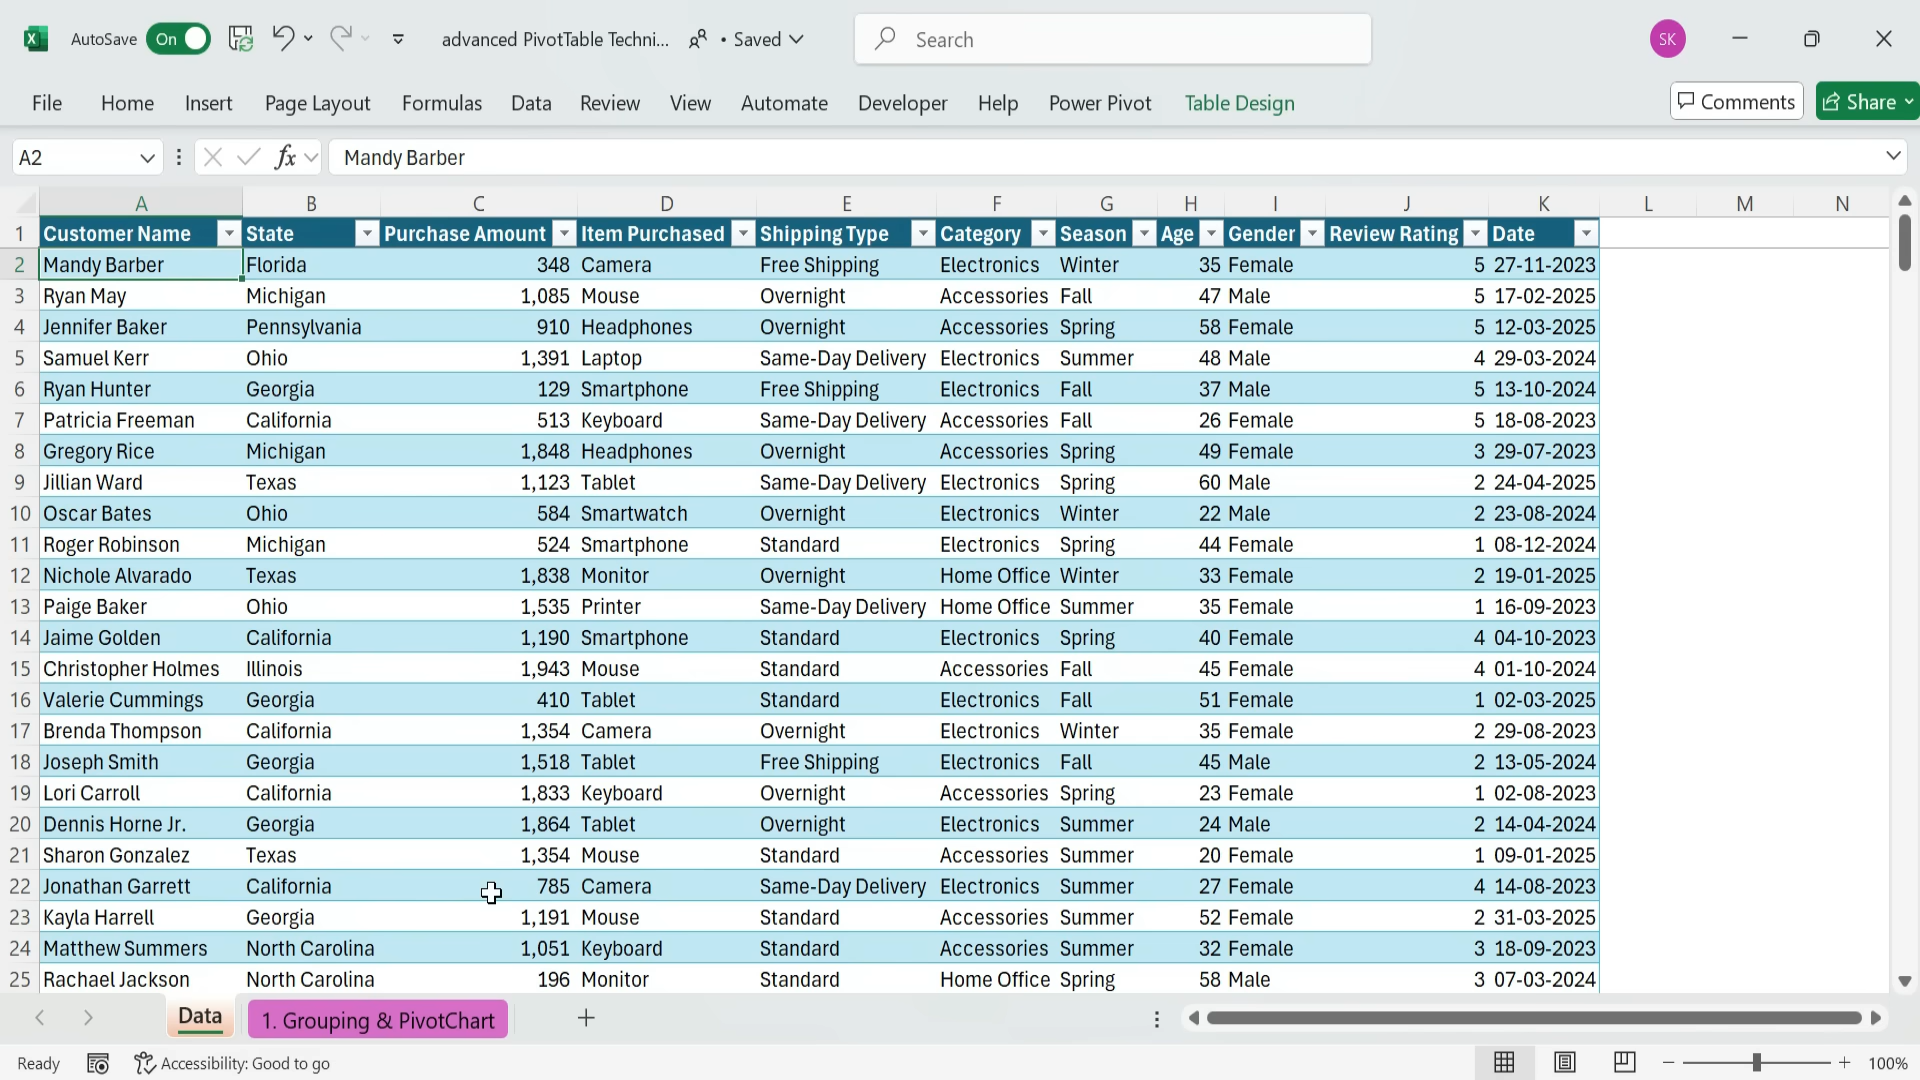 AutoSave On advanced PivotTable Techni... • Saved Search SK
File Home Insert Page Layout Formulas Data Review View Automate Developer Help Power Pivot Table Design Comments Share
A2 fx Mandy Barber
A B C D E F G H I J K L M N
1 Customer Name State Purchase Amount Item Purchased Shipping Type Category Season Age Gender Review Rating Date
2 Mandy Barber Florida 348 Camera Free Shipping Electronics Winter 35 Female 5 27-11-2023
3 Ryan May Michigan 1,085 Mouse Overnight Accessories Fall 47 Male 5 17-02-2025
4 Jennifer Baker Pennsylvania 910 Headphones Overnight Accessories Spring 58 Female 5 12-03-2025
5 Samuel Kerr Ohio 1,391 Laptop Same-Day Delivery Electronics Summer 48 Male 4 29-03-2024
6 Ryan Hunter Georgia 129 Smartphone Free Shipping Electronics Fall 37 Male 5 13-10-2024
7 Patricia Freeman California 513 Keyboard Same-Day Delivery Accessories Fall 26 Female 5 18-08-2023
8 Gregory Rice Michigan 1,848 Headphones Overnight Accessories Spring 49 Female 3 29-07-2023
9 Jillian Ward Texas 1,123 Tablet Same-Day Delivery Electronics Spring 60 Male 2 24-04-2025
10 Oscar Bates Ohio 584 Smartwatch Overnight Electronics Winter 22 Male 2 23-08-2024
11 Roger Robinson Michigan 524 Smartphone Standard Electronics Spring 44 Female 1 08-12-2024
12 Nichole Alvarado Texas 1,838 Monitor Overnight Home Office Winter 33 Female 2 19-01-2025
13 Paige Baker Ohio 1,535 Printer Same-Day Delivery Home Office Summer 35 Female 1 16-09-2023
14 Jaime Golden California 1,190 Smartphone Standard Electronics Spring 40 Female 4 04-10-2023
15 Christopher Holmes Illinois 1,943 Mouse Standard Accessories Fall 45 Female 4 01-10-2024
16 Valerie Cummings Georgia 410 Tablet Standard Electronics Fall 51 Female 1 02-03-2025
17 Brenda Thompson California 1,354 Camera Overnight Electronics Winter 35 Female 2 29-08-2023
18 Joseph Smith Georgia 1,518 Tablet Free Shipping Electronics Fall 45 Male 2 13-05-2024
19 Lori Carroll California 1,833 Keyboard Overnight Accessories Spring 23 Female 1 02-08-2023
20 Dennis Horne Jr. Georgia 1,864 Tablet Overnight Electronics Summer 24 Male 2 14-04-2024
21 Sharon Gonzalez Texas 1,354 Mouse Standard Accessories Summer 20 Female 1 09-01-2025
22 Jonathan Garrett California 785 Camera Same-Day Delivery Electronics Summer 27 Female 4 14-08-2023
23 Kayla Harrell Georgia 1,191 Mouse Standard Accessories Summer 52 Female 2 31-03-2025
24 Matthew Summers North Carolina 1,051 Keyboard Standard Accessories Summer 32 Female 3 18-09-2023
25 Rachael Jackson North Carolina 196 Monitor Standard Home Office Spring 58 Male 3 07-03-2024
Data 1. Grouping & PivotChart
Ready Accessibility: Good to go 100%